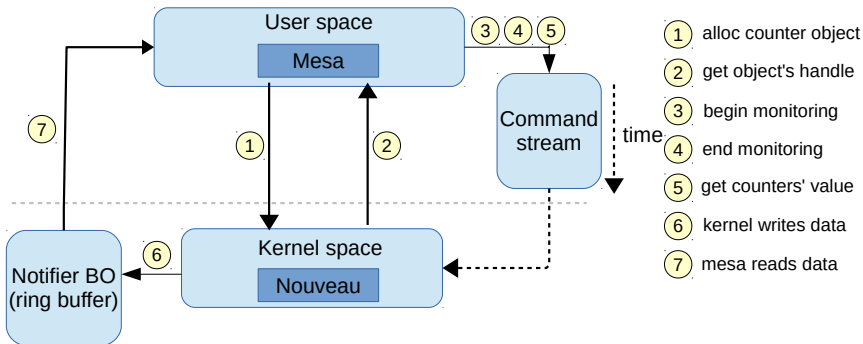 User space
Mesa
3 4 5
1 alloc counter object
2 get object's handle
3 begin monitoring
4 end monitoring
5 get counters' value
6 kernel writes data
7 mesa reads data
Command
stream
time
7
1
2
Kernel space
Nouveau
6
Notifier BO
(ring buffer)